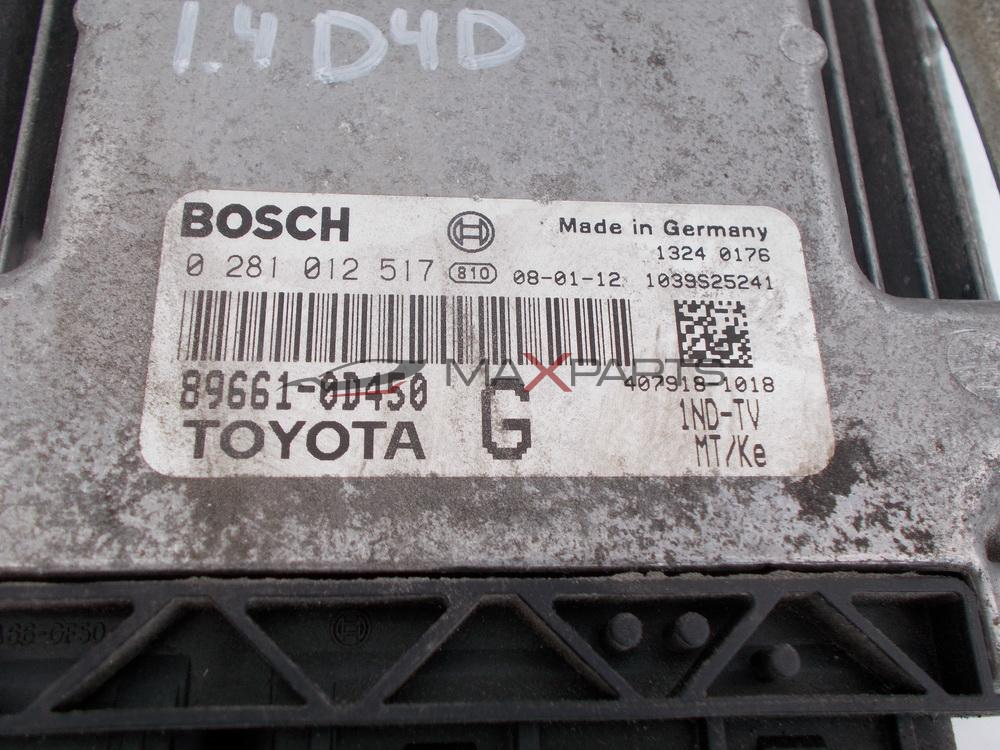 1.4 D4D
BOSCH
Made in Germany
1324 0176
0 281 012 517 810 08-01-12 1039S25241
MAXPARTS
407918-1018
89661-0D450 G
1ND-TV
TOYOTA
MT/Ke